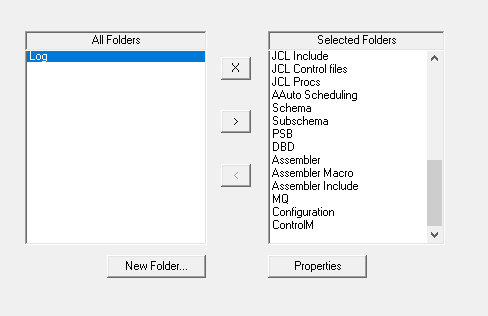 All Folders
Log
X
>
<
New Folder...
Selected Folders
JCL Include
JCL Control files
JCL Procs
AAuto Scheduling
Schema
Subschema
PSB
DBD
Assembler
Assembler Macro
Assembler Include
MQ
Configuration
ControlM
Properties